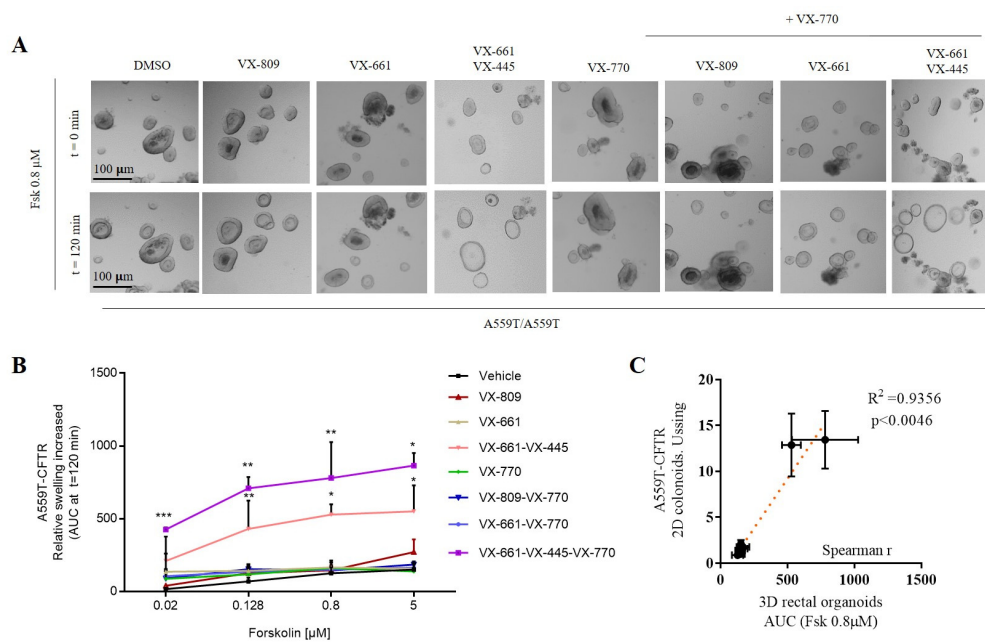 + VX-770
A
DMSO
VX-809
VX-661
VX-661
VX-445
VX-770
VX-809
VX-661
VX-661
VX-445
Fsk 0.8 µM
t = 0 min
100 µm
t = 120 min
100 µm
A559T/A559T
B
A559T-CFTR
Relative swelling increased
(AUC at t=120 min)
1500
1000
500
0
***
**
**
**
*
*
*
0.02
0.128
0.8
5
Forskolin [µM]
Vehicle
VX-809
VX-661
VX-661-VX-445
VX-770
VX-809-VX-770
VX-661-VX-770
VX-661-VX-445-VX-770
C
A559T-CFTR
2D colonoids. Ussing
20
15
10
5
0
R² =0.9356
p<0.0046
Spearman r
0
500
1000
1500
3D rectal organoids
AUC (Fsk 0.8µM)